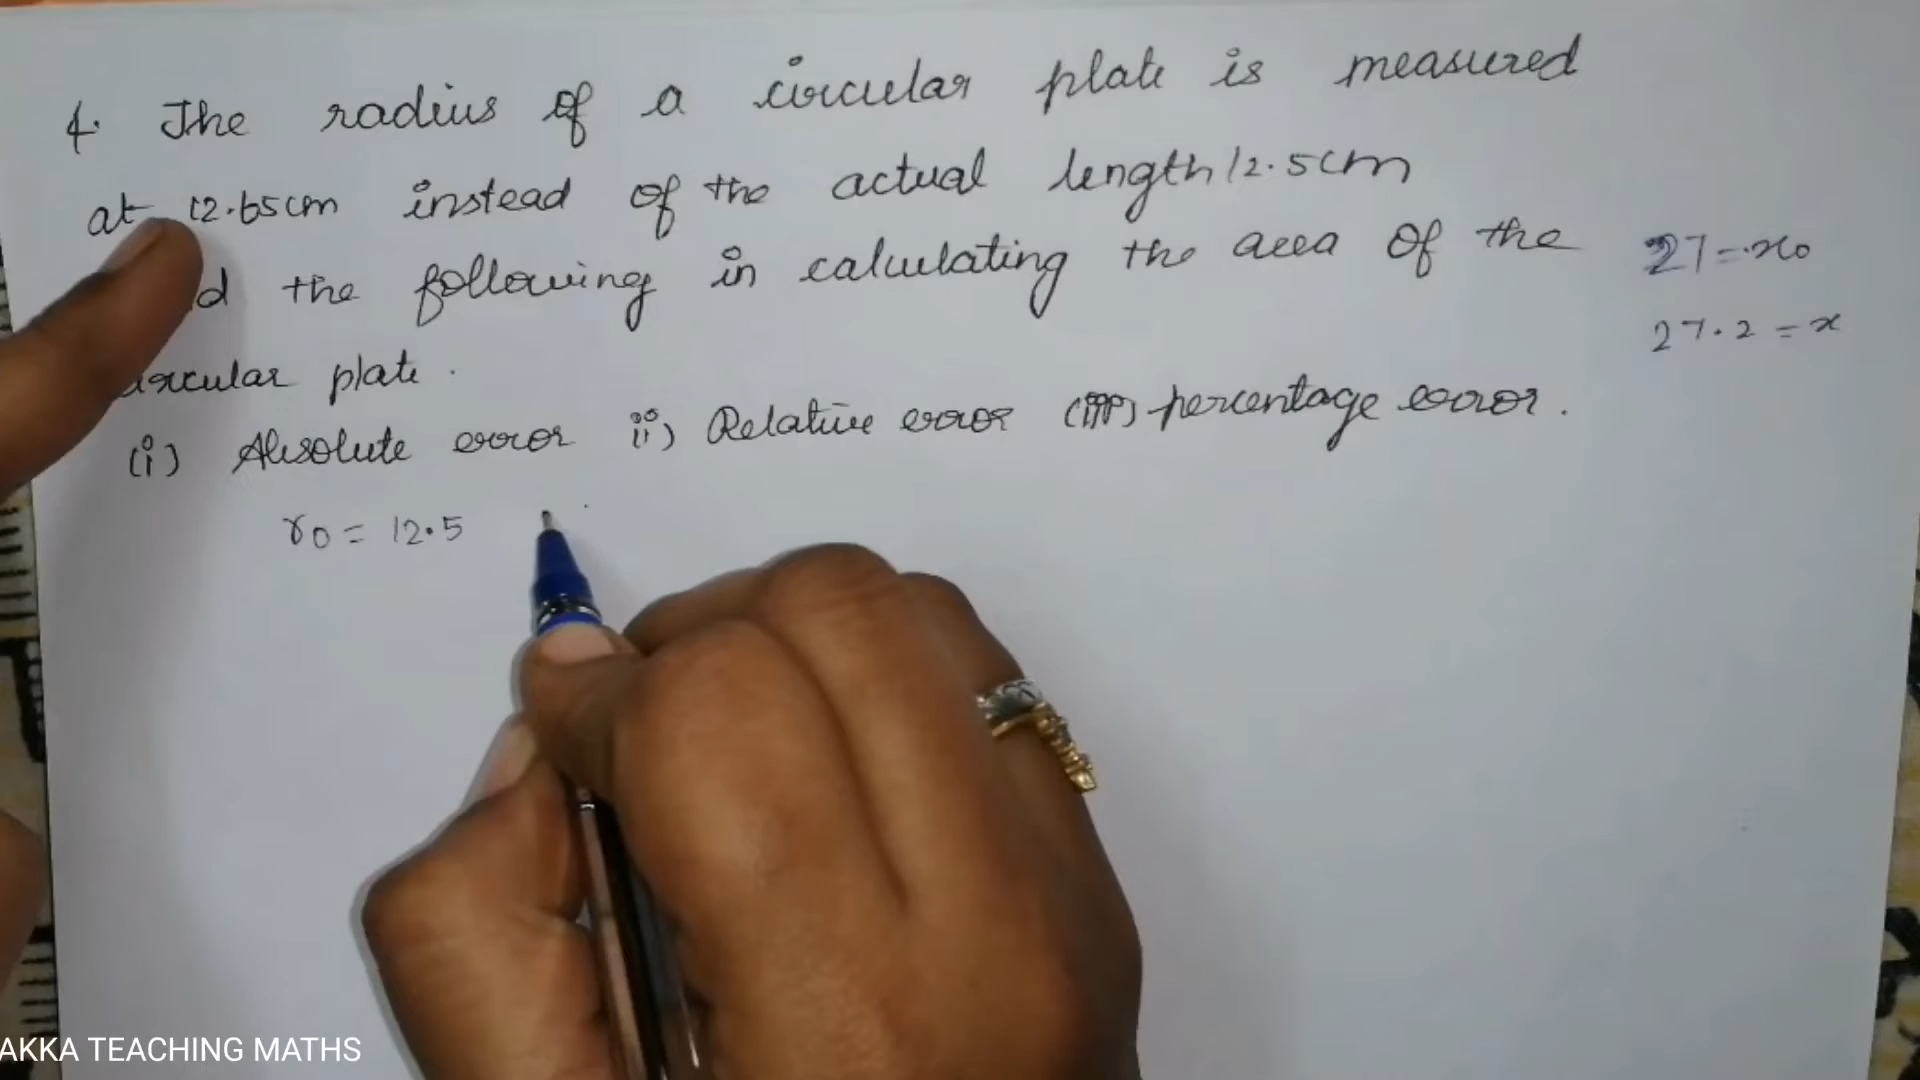 4. The radius of a circular plate is measured
at 12.65cm instead of the actual length 12.5cm
the following in calculating the area of the
plate.
(i) Absolute error ii) Relative error (iii) percentage error.
r0 = 12.5
27 = x0
27.2 = x
AKKA TEACHING MATHS